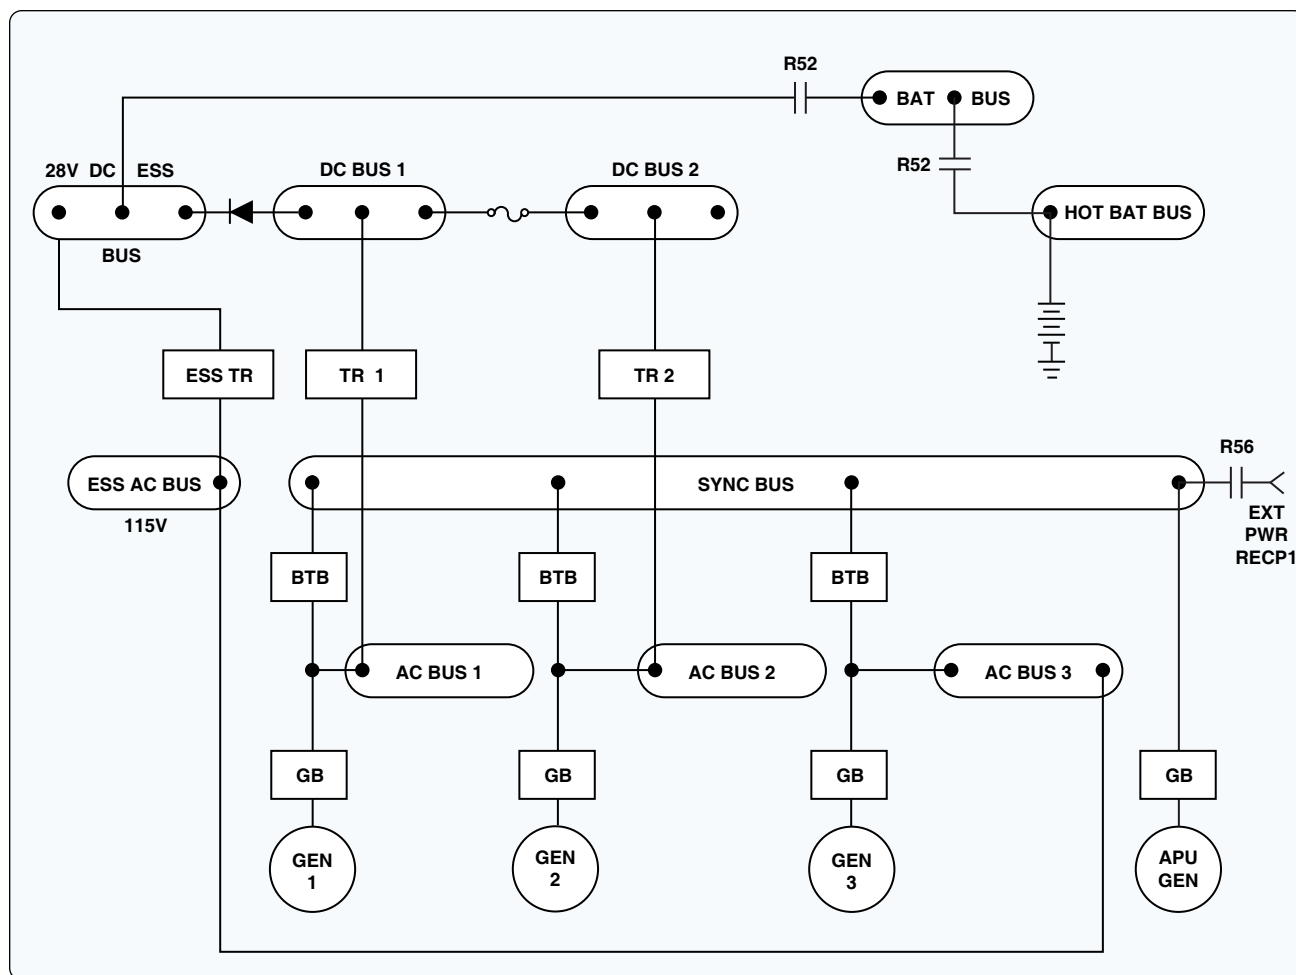 R52
BAT BUS
R52
28V DC ESS
BUS
DC BUS 1
DC BUS 2
HOT BAT BUS
ESS TR
TR 1
TR 2
R56
ESS AC BUS
115V
SYNC BUS
EXT
PWR
RECP1
BTB
BTB
BTB
AC BUS 1
AC BUS 2
AC BUS 3
GB
GB
GB
GB
GEN
1
GEN
2
GEN
3
APU
GEN